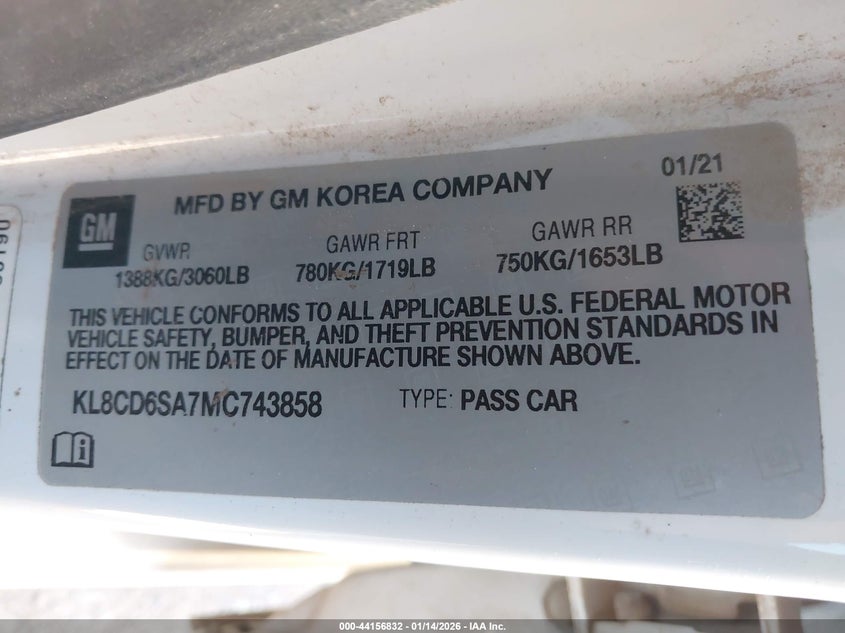 GM
MFD BY GM KOREA COMPANY
01/21
GVWR
GAWR FRT
GAWR RR
1388KG/3060LB
780KG/1719LB
750KG/1653LB
THIS VEHICLE CONFORMS TO ALL APPLICABLE U.S. FEDERAL MOTOR
VEHICLE SAFETY, BUMPER, AND THEFT PREVENTION STANDARDS IN
EFFECT ON THE DATE OF MANUFACTURE SHOWN ABOVE.
KL8CD6SA7MC743858
TYPE: PASS CAR
000-44156832 - 01/14/2026 - IAA Inc.